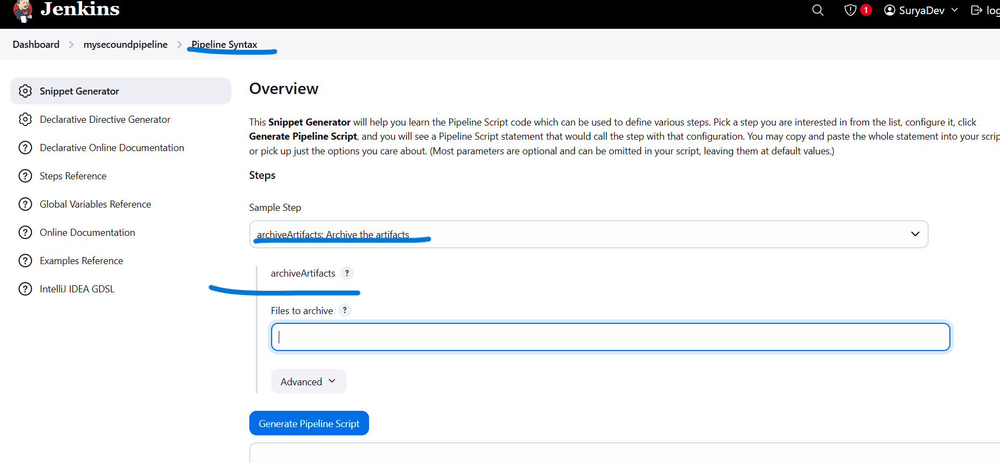 Jenkins
1
SuryaDev
log
Dashboard
mysecoundpipeline
Pipeline Syntax
Snippet Generator
Declarative Directive Generator
Declarative Online Documentation
Steps Reference
Global Variables Reference
Online Documentation
Examples Reference
IntelliJ IDEA GDSL
Overview
This Snippet Generator will help you learn the Pipeline Script code which can be used to define various steps. Pick a step you are interested in from the list, configure it, click
Generate Pipeline Script, and you will see a Pipeline Script statement that would call the step with that configuration. You may copy and paste the whole statement into your scrip
or pick up just the options you care about. (Most parameters are optional and can be omitted in your script, leaving them at default values.)
Steps
Sample Step
archiveArtifacts: Archive the artifacts
archiveArtifacts ?
Files to archive ?
Advanced
Generate Pipeline Script